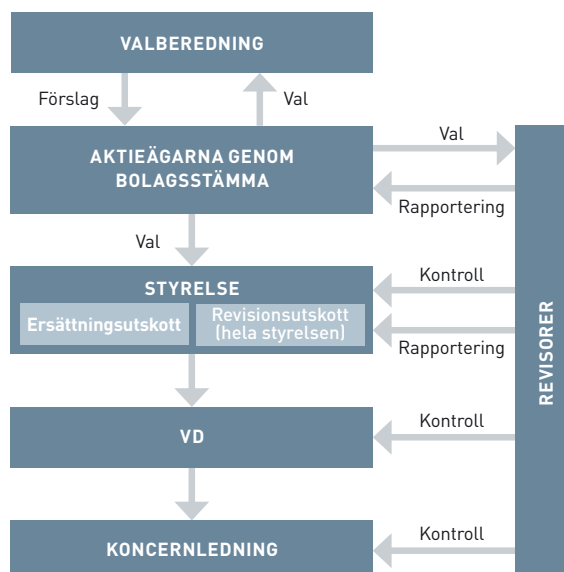 VALBEREDNING
Förslag
Val
AKTIEÄGARNA GENOM
BOLAGSSTÄMMA
Val
Rapportering
Val
STYRELSE
Ersättningsutskott
Revisionsutskott
(hela styrelsen)
Kontroll
Rapportering
VD
Kontroll
KONCERNLEDNING
Kontroll
REVISORER